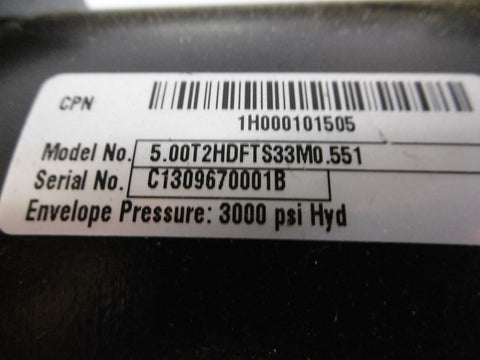 CPN
1H000101505
Model No. 5.00T2HDFTS33M0.551
Serial No. C1309670001B
Envelope Pressure: 3000 psi Hyd